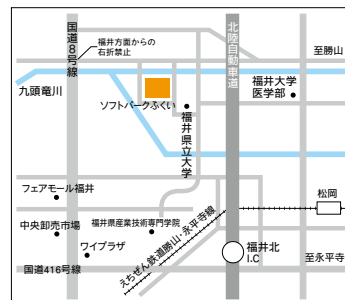 国道8号線
福井方面からの
右折禁止
北陸自動車道
至勝山
九頭竜川
ソフトパークふくい
福井県立大学
福井大学
医学部
フェアモール福井
松岡
中央卸売市場
福井県産業技術専門学院
ワイプラザ
えちぜん鉄道勝山・永平寺線
福井北
I.C
至永平寺
国道416号線